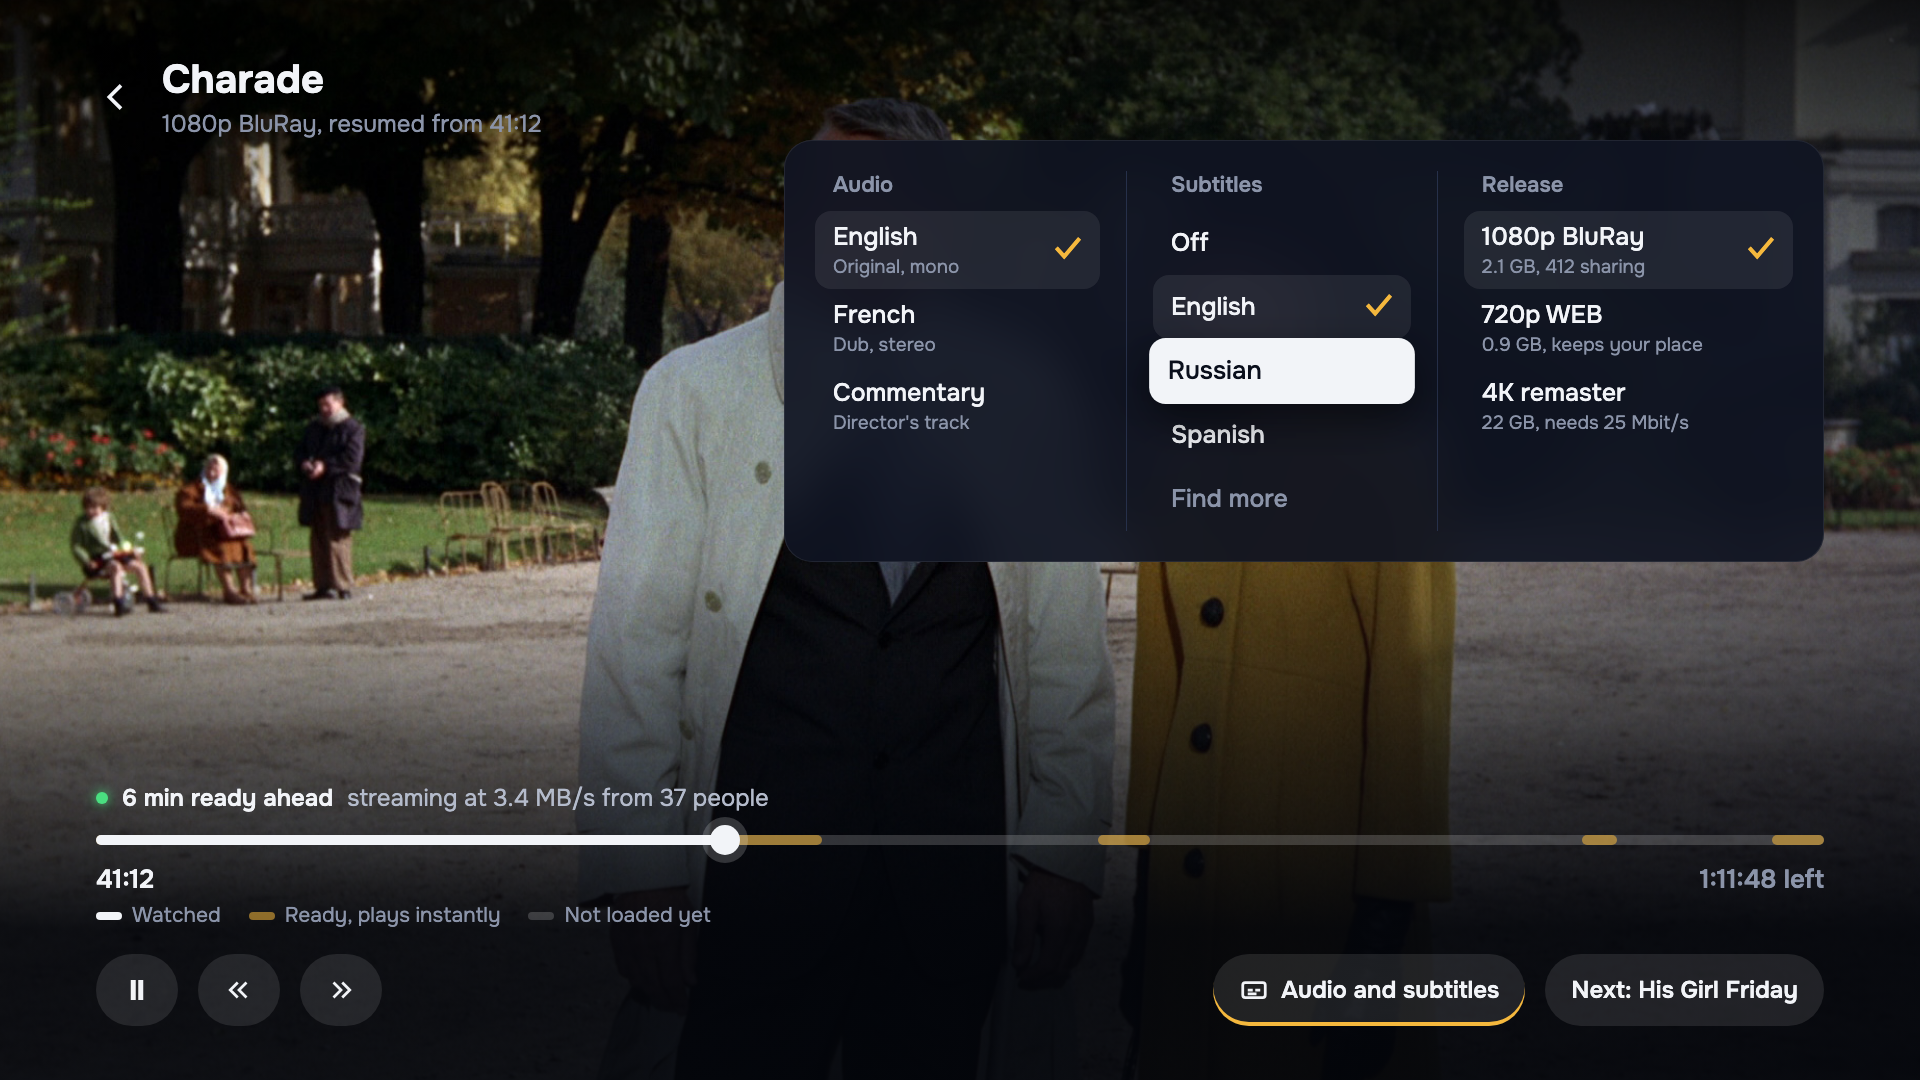 Charade
1080p BluRay, resumed from 41:12
Audio
English
Original, mono
French
Dub, stereo
Commentary
Director's track
Subtitles
Off
English
Russian
Spanish
Find more
Release
1080p BluRay
2.1 GB, 412 sharing
720p WEB
0.9 GB, keeps your place
4K remaster
22 GB, needs 25 Mbit/s
6 min ready ahead streaming at 3.4 MB/s from 37 people
41:12
1:11:48 left
Watched
Ready, plays instantly
Not loaded yet
Audio and subtitles
Next: His Girl Friday